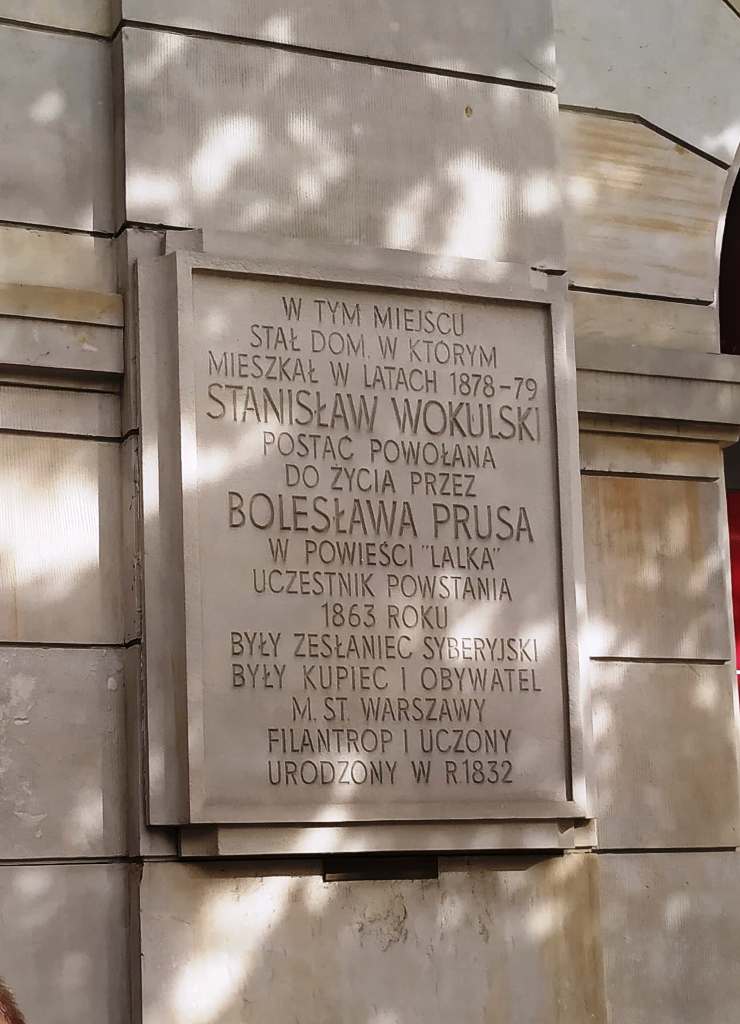 W TYM MIEJSCU
STAŁ DOM, W KTÓRYM
MIESZKAŁ W LATACH 1878-79
STANISŁAW WOKULSKI
POSTAĆ POWOŁANA
DO ŻYCIA PRZEZ
BOLESŁAWA PRUSA
W POWIEŚCI "LALKA"
UCZESTNIK POWSTANIA
1863 ROKU
BYŁY ZESŁANIEC SYBERYJSKI
BYŁY KUPIEC I OBYWATEL
M. ST. WARSZAWY
FILANTROP I UCZONY
URODZONY W R 1832